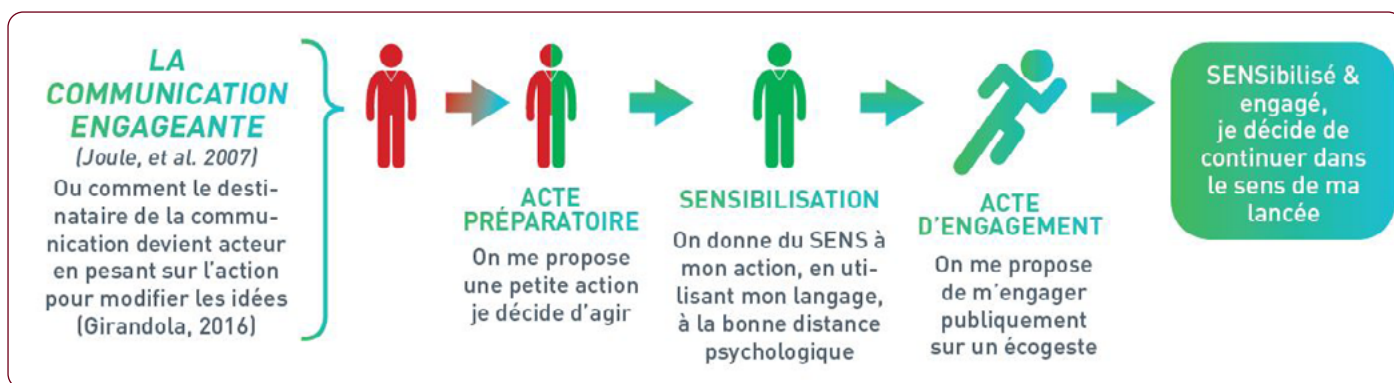 LA
COMMUNICATION
ENGAGEANTE
(Joule, et al. 2007)
Ou comment le desti-
nataire de la commu-
nication devient acteur
en pesant sur l'action
pour modifier les idées
(Girandola, 2016)
ACTE
PRÉPARATOIRE
On me propose
une petite action
je décide d'agir
SENSIBILISATION
On donne du SENS à
mon action, en uti-
lisant mon langage,
à la bonne distance
psychologique
ACTE
D'ENGAGEMENT
On me propose
de m'engager
publiquement
sur un écogeste
SENSibilisé &
engagé,
je décide de
continuer dans
le sens de ma
lancée